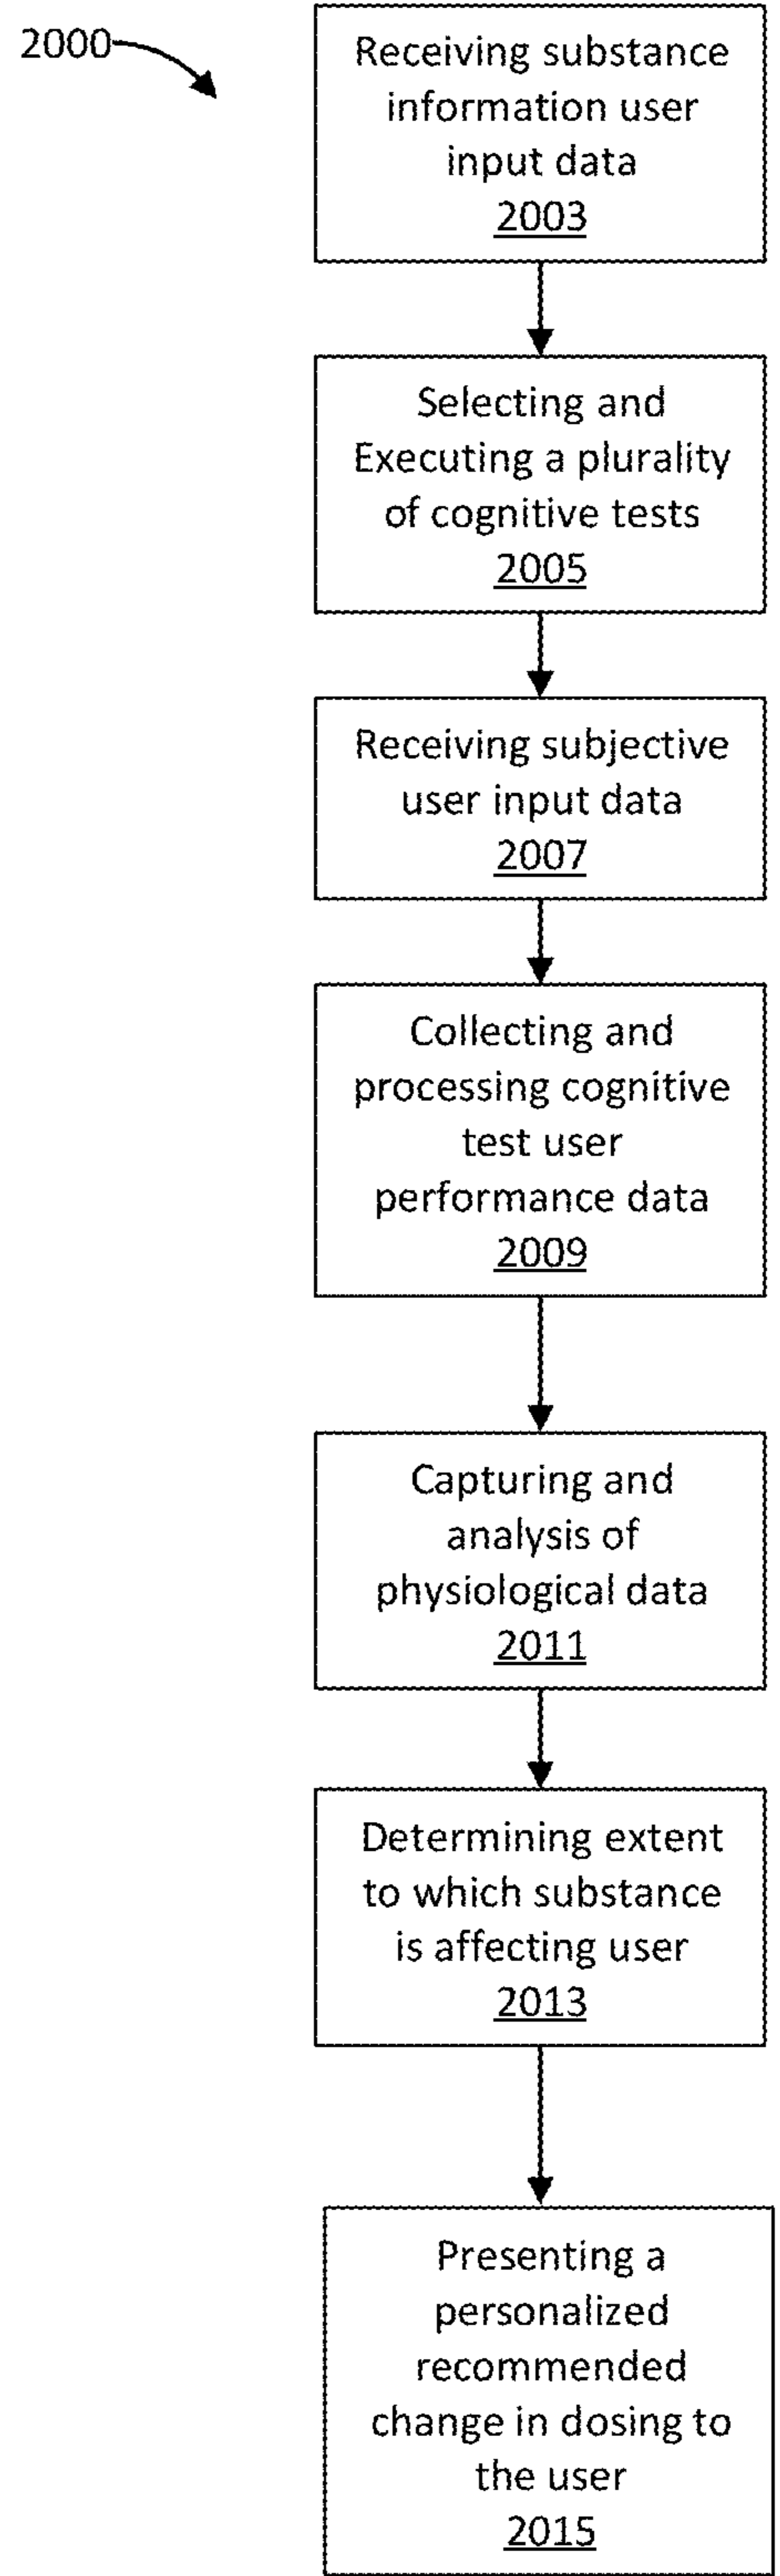 2000
Receiving substance
information user
input data
2003
Selecting and
Executing a plurality
of cognitive tests
2005
Receiving subjective
user input data
2007
Collecting and
processing cognitive
test user
performance data
2009
Capturing and
analysis of
physiological data
2011
Determining extent
to which substance
is affecting user
2013
Presenting a
personalized
recommended
change in dosing to
the user
2015